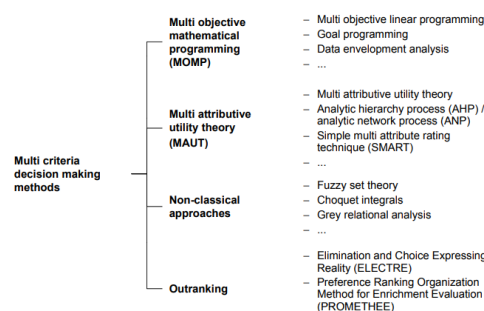 Multi objective
mathematical
programming
(MOMP)
– Multi objective linear programming
– Goal programming
– Data envelopment analysis
– ...
Multi attributive
utility theory
(MAUT)
– Multi attributive utility theory
– Analytic hierarchy process (AHP) /
analytic network process (ANP)
– Simple multi attribute rating
technique (SMART)
– ...
Multi criteria
decision making
methods
Non-classical
approaches
– Fuzzy set theory
– Choquet integrals
– Grey relational analysis
– ...
Outranking
– Elimination and Choice Expressing
Reality (ELECTRE)
– Preference Ranking Organization
Method for Enrichment Evaluation
(PROMETHEE)